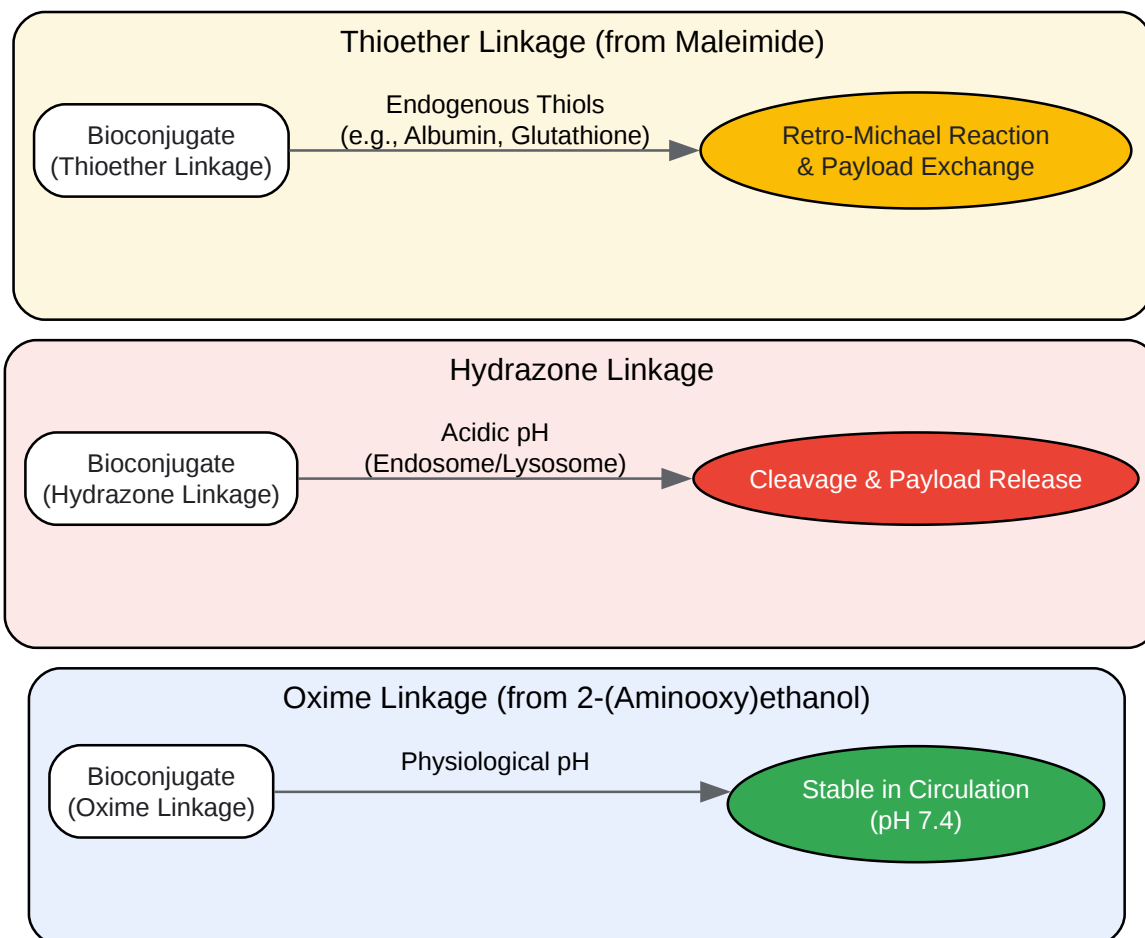 Thioether Linkage (from Maleimide)
Bioconjugate
(Thioether Linkage)
Endogenous Thiols
(e.g., Albumin, Glutathione)
Retro-Michael Reaction
& Payload Exchange
Hydrazone Linkage
Bioconjugate
(Hydrazone Linkage)
Acidic pH
(Endosome/Lysosome)
Cleavage & Payload Release
Oxime Linkage (from 2-(Aminooxy)ethanol)
Bioconjugate
(Oxime Linkage)
Physiological pH
Stable in Circulation
(pH 7.4)